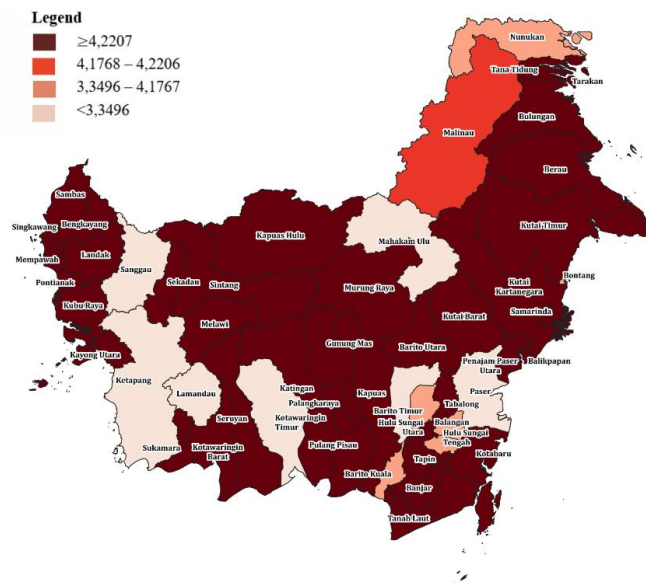 Legend
≥4,2207
4,1768 – 4,2206
3,3496 – 4,1767
<3,3496
Nunukan
Tana Tidung
Tarakan
Malinau
Bulungan
Berau
Sambas
Singkawang
Bengkayang
Kapuas Hulu
Mahakam Ulu
Kutai Timur
Mempawah
Landak
Sanggau
Pontianak
Sekadau
Sintang
Murung Raya
Kutai
Kartanegara
Bontang
Kubu Raya
Melawi
Kutai Barat
Samarinda
Kayong Utara
Gunung Mas
Barito Utara
Penajam Paser
Utara
Balikpapan
Ketapang
Lamandau
Katingan
Kapuas
Paser
Palangkaraya
Barito Timur
Tabalong
Seruyan
Kotawaringin
Timur
Hulu Sungai
Utara
Balangan
Hulu Sungai
Tengah
Sukamara
Kotawaringin
Barat
Pulang Pisau
Tapin
Kotabaru
Barito Kuala
Banjar
Tanah Laut